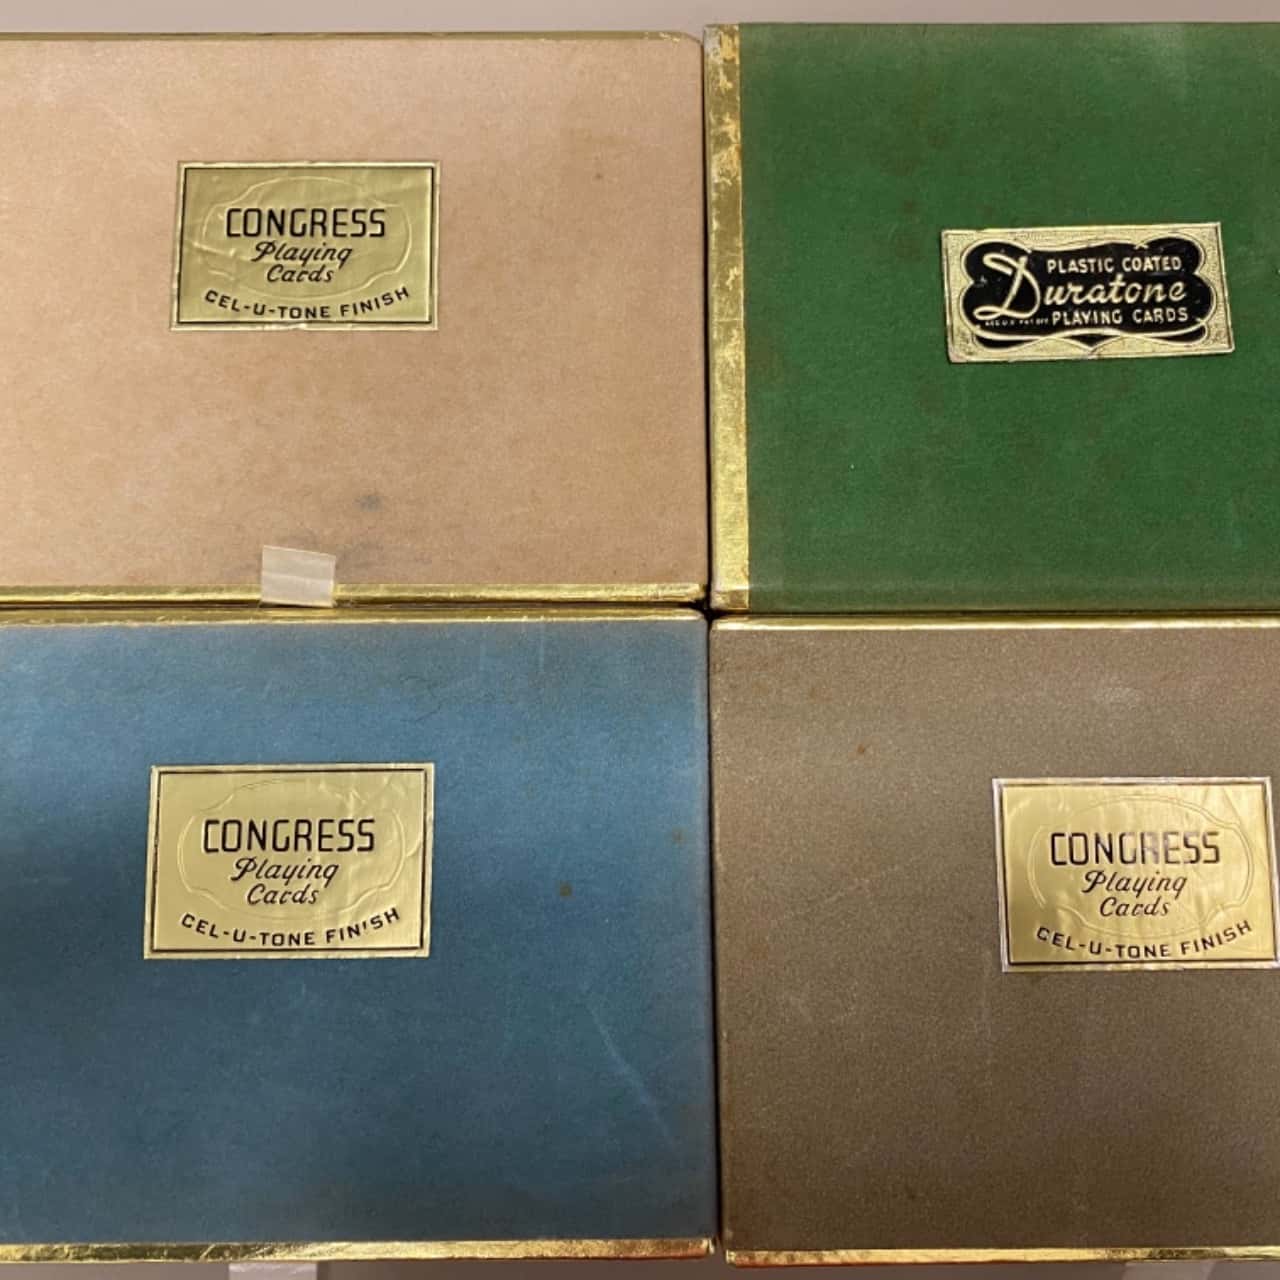 CONGRESS
Playing
Cards
CEL-U-TONE FINISH
PLASTIC COATED
Duratone
PLAYING CARDS
CONGRESS
Playing
Cards
CEL-U-TONE FINISH
CONGRESS
Playing
Cards
CEL-U-TONE FINISH